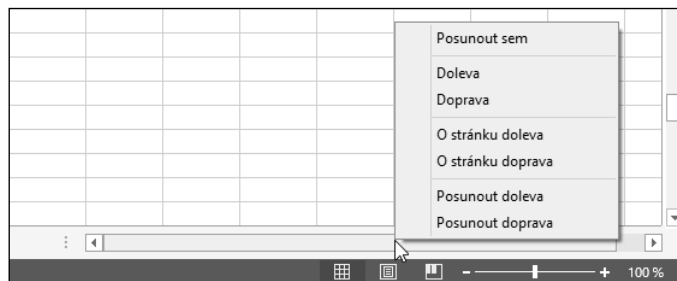 Posunout sem
Doleva
Doprava
O stránku doleva
O stránku doprava
Posunout doleva
Posunout doprava
100 %